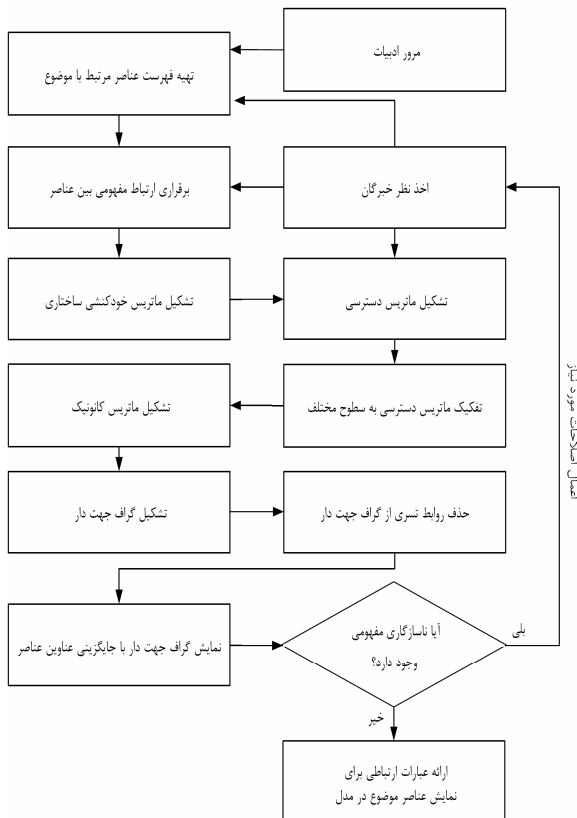 مرور ادبیات
تهیه فهرست عناصر مرتبط با موضوع
اخذ نظر خبرگان
برقراری ارتباط مفهومی بین عناصر
تشکیل ماتریس دسترسی
تشکیل ماتریس خودکنشی ساختاری
تفکیک ماتریس دسترسی به سطوح مختلف
تشکیل ماتریس کانونیک
حذف روابط تسری از گراف جهت دار
تشکیل گراف جهت دار
نمایش گراف جهت دار با جایگزینی عناوین عناصر
آیا ناسازگاری مفهومی
وجود دارد؟
بلی
اعمال اصلاحات مورد نیاز
خیر
ارائه عبارات ارتباطی برای
نمایش عناصر موضوع در مدل